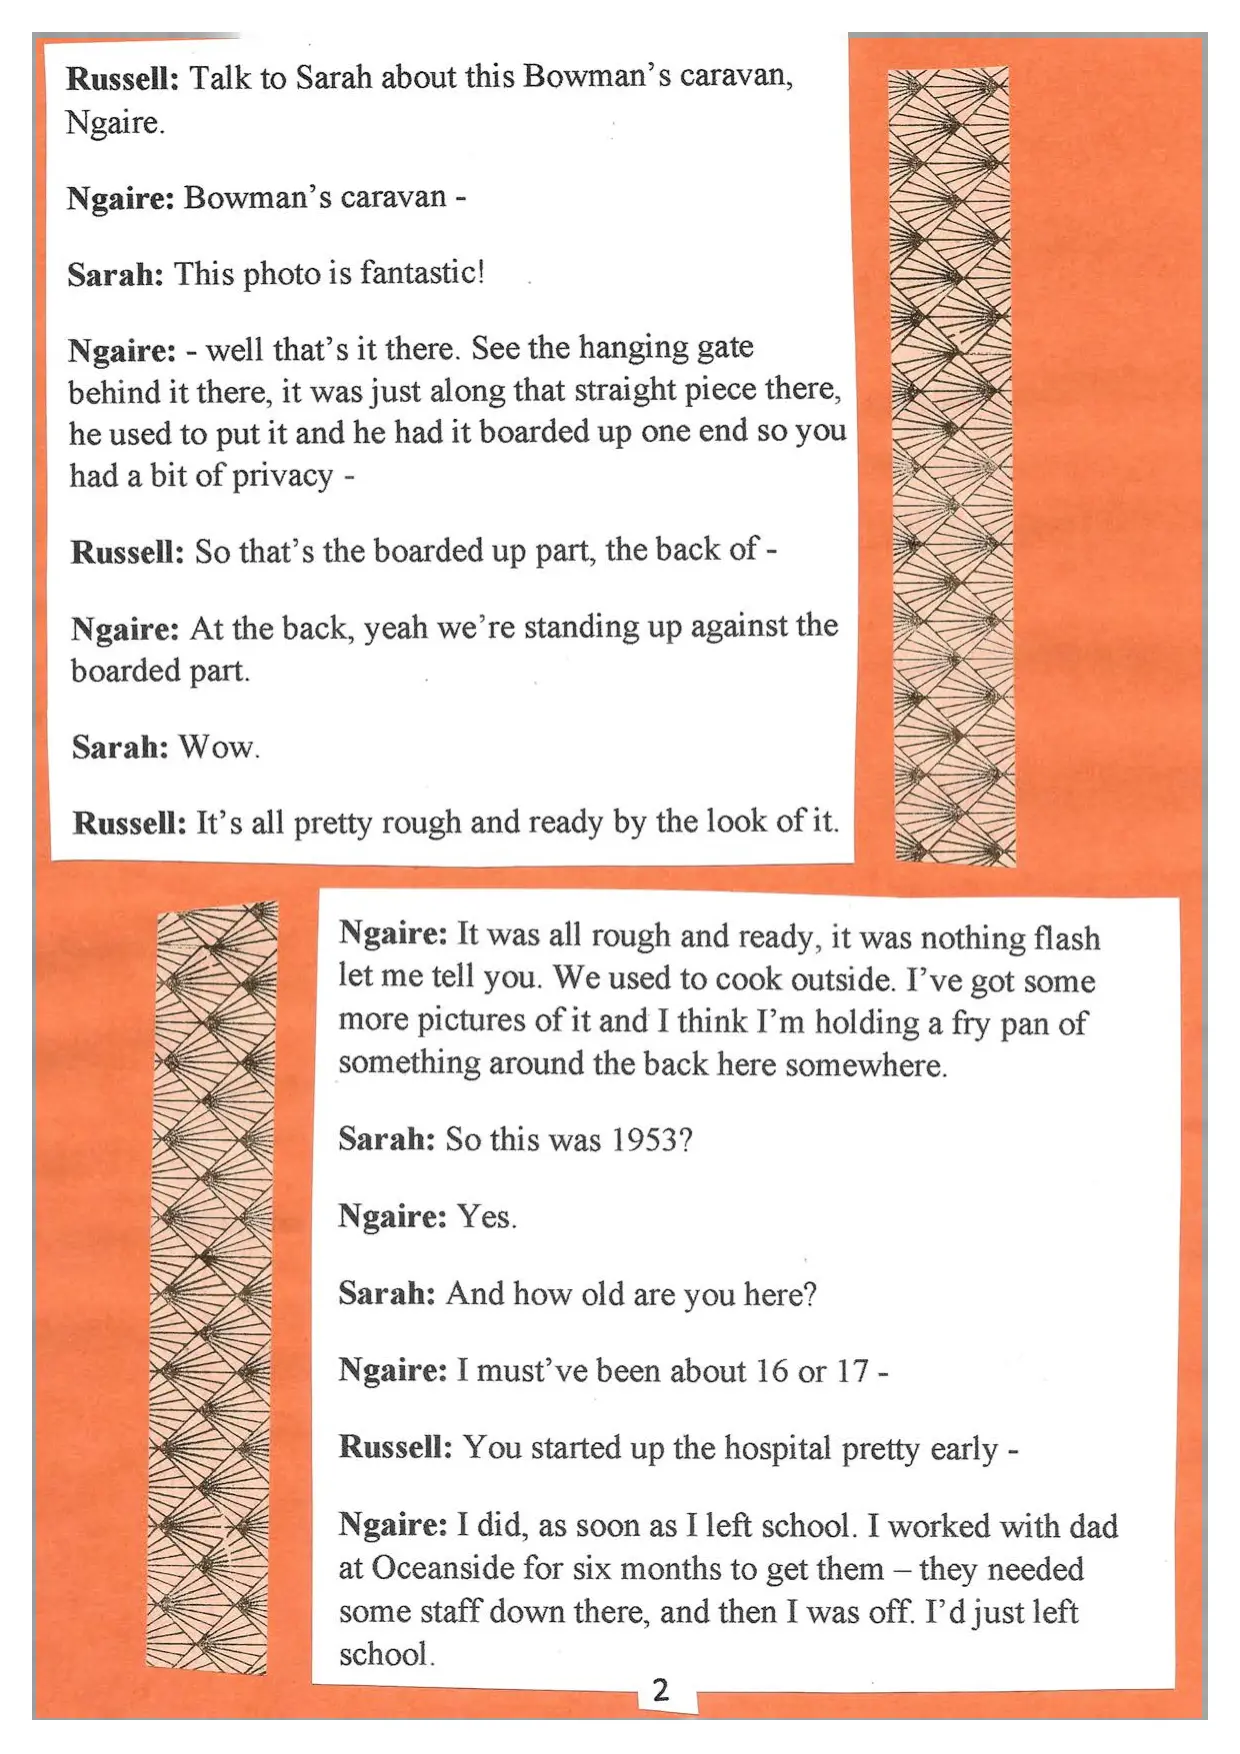 Russell: Talk to Sarah about this Bowman's caravan,
Ngaire.
Ngaire: Bowman's caravan -
Sarah: This photo is fantastic!
Ngaire: - well that's it there. See the hanging gate
behind it there, it was just along that straight piece there,
he used to put it and he had it boarded up one end so you
had a bit of privacy -
Russell: So that's the boarded up part, the back of -
Ngaire: At the back, yeah we're standing up against the
boarded part.
Sarah: Wow.
Russell: It's all pretty rough and ready by the look of it.
Ngaire: It was all rough and ready, it was nothing flash
let me tell you. We used to cook outside. I've got some
more pictures of it and I think I'm holding a fry pan of
something around the back here somewhere.
Sarah: So this was 1953?
Ngaire: Yes.
Sarah: And how old are you here?
Ngaire: I must've been about 16 or 17 -
Russell: You started up the hospital pretty early -
Ngaire: I did, as soon as I left school. I worked with dad
at Oceanside for six months to get them – they needed
some staff down there, and then I was off. I'd just left
school.
2